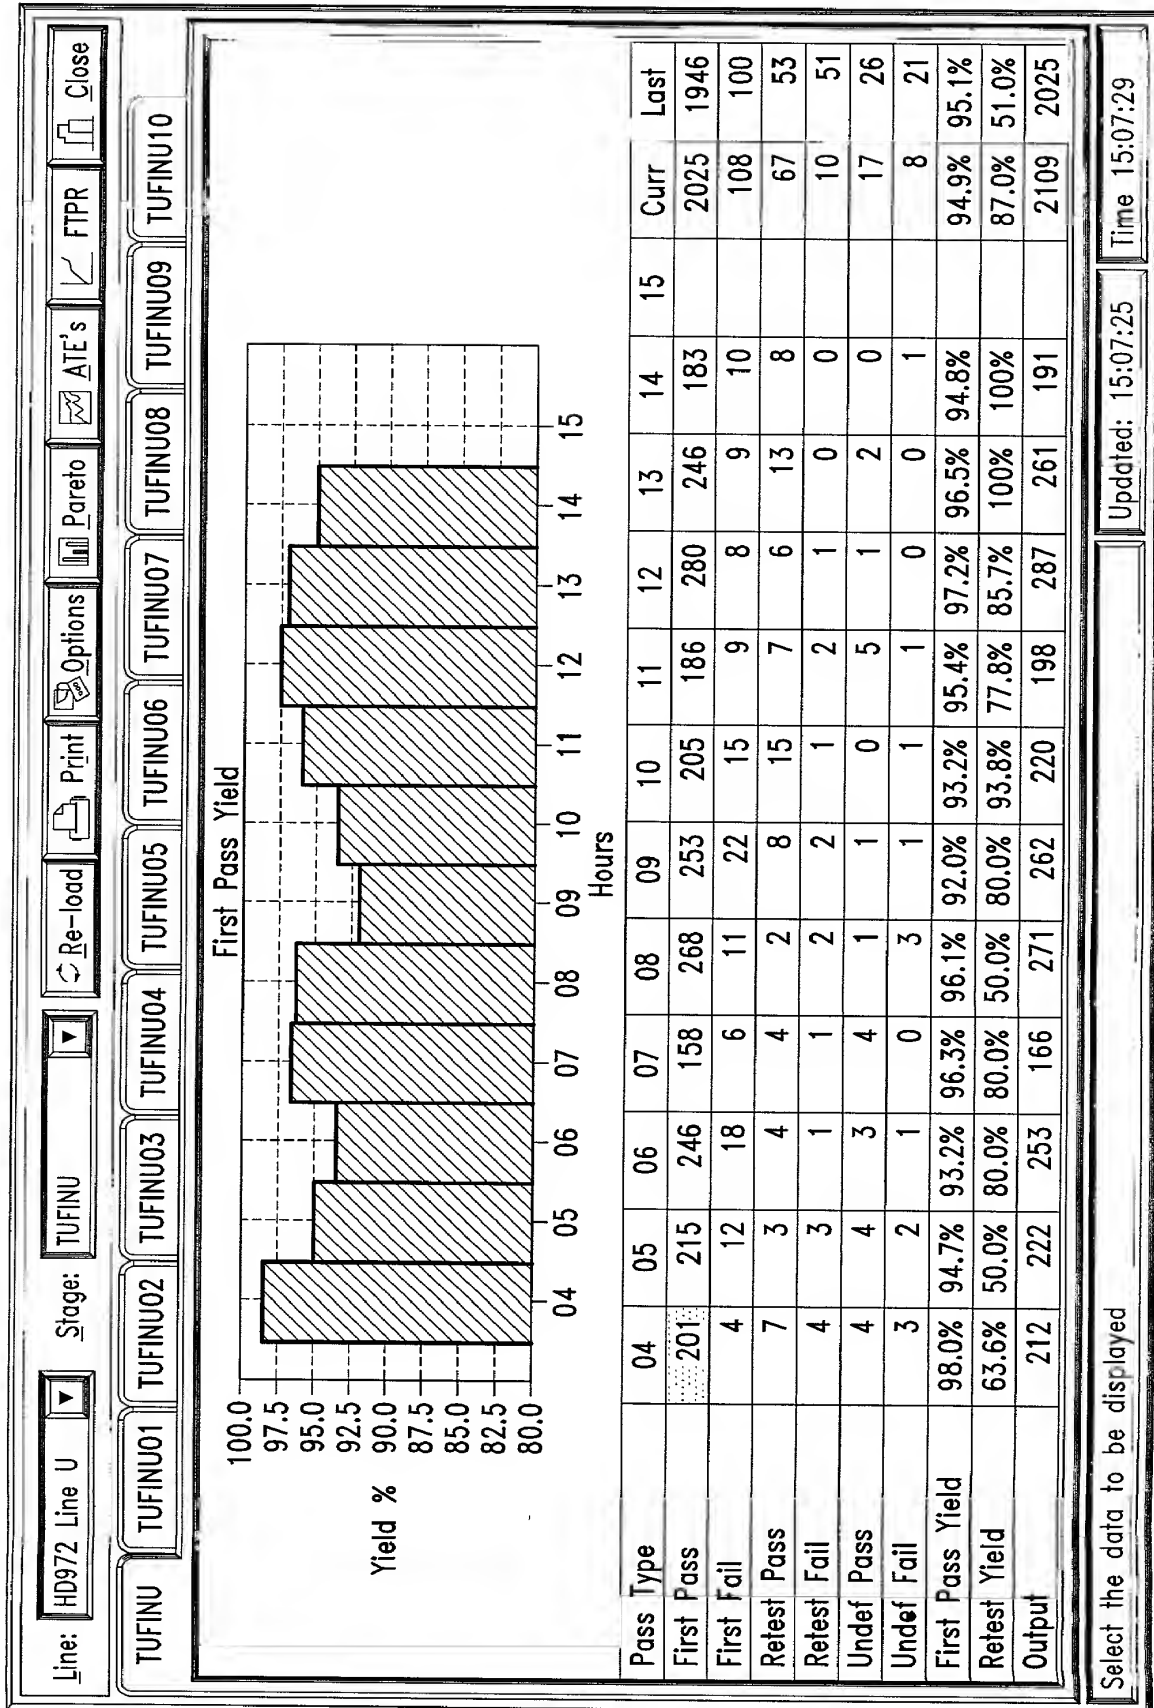 Line: HD972 Line U Stage: TUFINU Re-load Print Options Pareto ATE's FTPR Close
TUFINU TUFINU01 TUFINU02 TUFINU03 TUFINU04 TUFINU05 TUFINU06 TUFINU07 TUFINU08 TUFINU09 TUFINU10
First Pass Yield
100.0
97.5
95.0
92.5
90.0
87.5
85.0
82.5
80.0
Yield %
04 05 06 07 08 09 10 11 12 13 14 15
Hours
Pass Type 04 05 06 07 08 09 10 11 12 13 14 15 Curr Last
First Pass 201 215 246 158 268 253 205 186 280 246 183 2025 1946
First Fail 4 12 18 6 11 22 15 9 8 9 10 108 100
Retest Pass 7 3 4 4 2 8 15 7 6 13 8 67 53
Retest Fail 4 3 1 1 2 2 1 2 1 0 0 10 51
Undef Pass 4 4 3 4 1 1 0 5 1 2 0 17 26
Undef Fail 3 2 1 0 3 1 1 1 0 0 1 8 21
First Pass Yield 98.0% 94.7% 93.2% 96.3% 96.1% 92.0% 93.2% 95.4% 97.2% 96.5% 94.8% 94.9% 95.1%
Retest Yield 63.6% 50.0% 80.0% 80.0% 50.0% 80.0% 93.8% 77.8% 85.7% 100% 100% 87.0% 51.0%
Output 212 222 253 166 271 262 220 198 287 261 191 2109 2025
Select the data to be displayed Updated: 15:07:25 Time 15:07:29